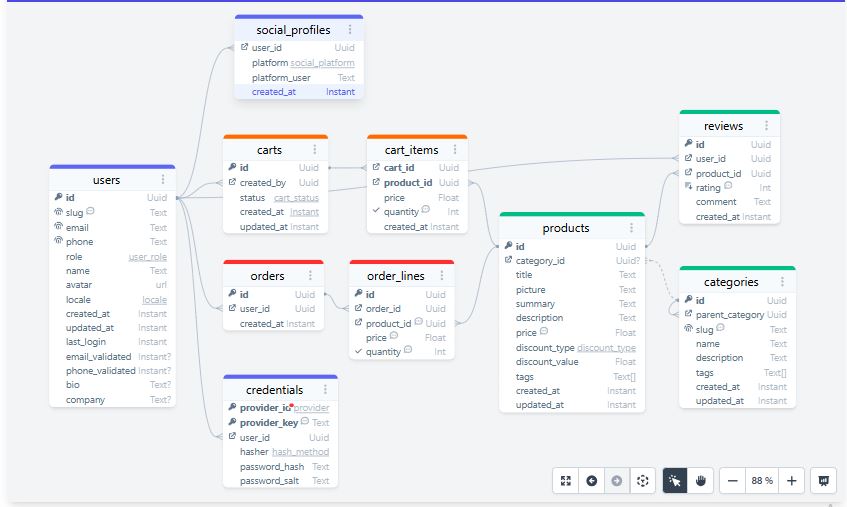 social_profiles
user_id Uuid
platform social_platform
platform_user Text
created_at Instant
carts
id Uuid
created_by Uuid
status cart_status
created_at instant
updated_at Instant
cart_items
cart_id Uuid
product_id Uuid
price Float
quantity Int
created_at Instant
reviews
id Uuid
user_id Uuid
product_id Uuid
rating Int
comment Text
created_at Instant
users
id Uuid
slug Text
email Text
phone Text
role user_role
name Text
avatar url
locale locale
created_at Instant
updated_at Instant
last_login Instant
email_validated Instant?
phone_validated Instant?
bio Text?
company Text?
products
id Uuid
category_id Uuid?
title Text
picture Text
summary Text
description Text
price Float
discount_type discount_type
discount_value Float
tags Text[]
created_at Instant
updated_at Instant
orders
id Uuid
user_id Uuid
created_at Instant
order_lines
id Uuid
order_id Uuid
product_id Uuid
price Float
quantity Int
categories
id Uuid
parent_category Uuid
slug Text
name Text
description Text
tags Text[]
created_at Instant
updated_at Instant
credentials
provider_id provider
provider_key Text
user_id Uuid
hasher hash_method
password_hash Text
password_salt Text
88 %